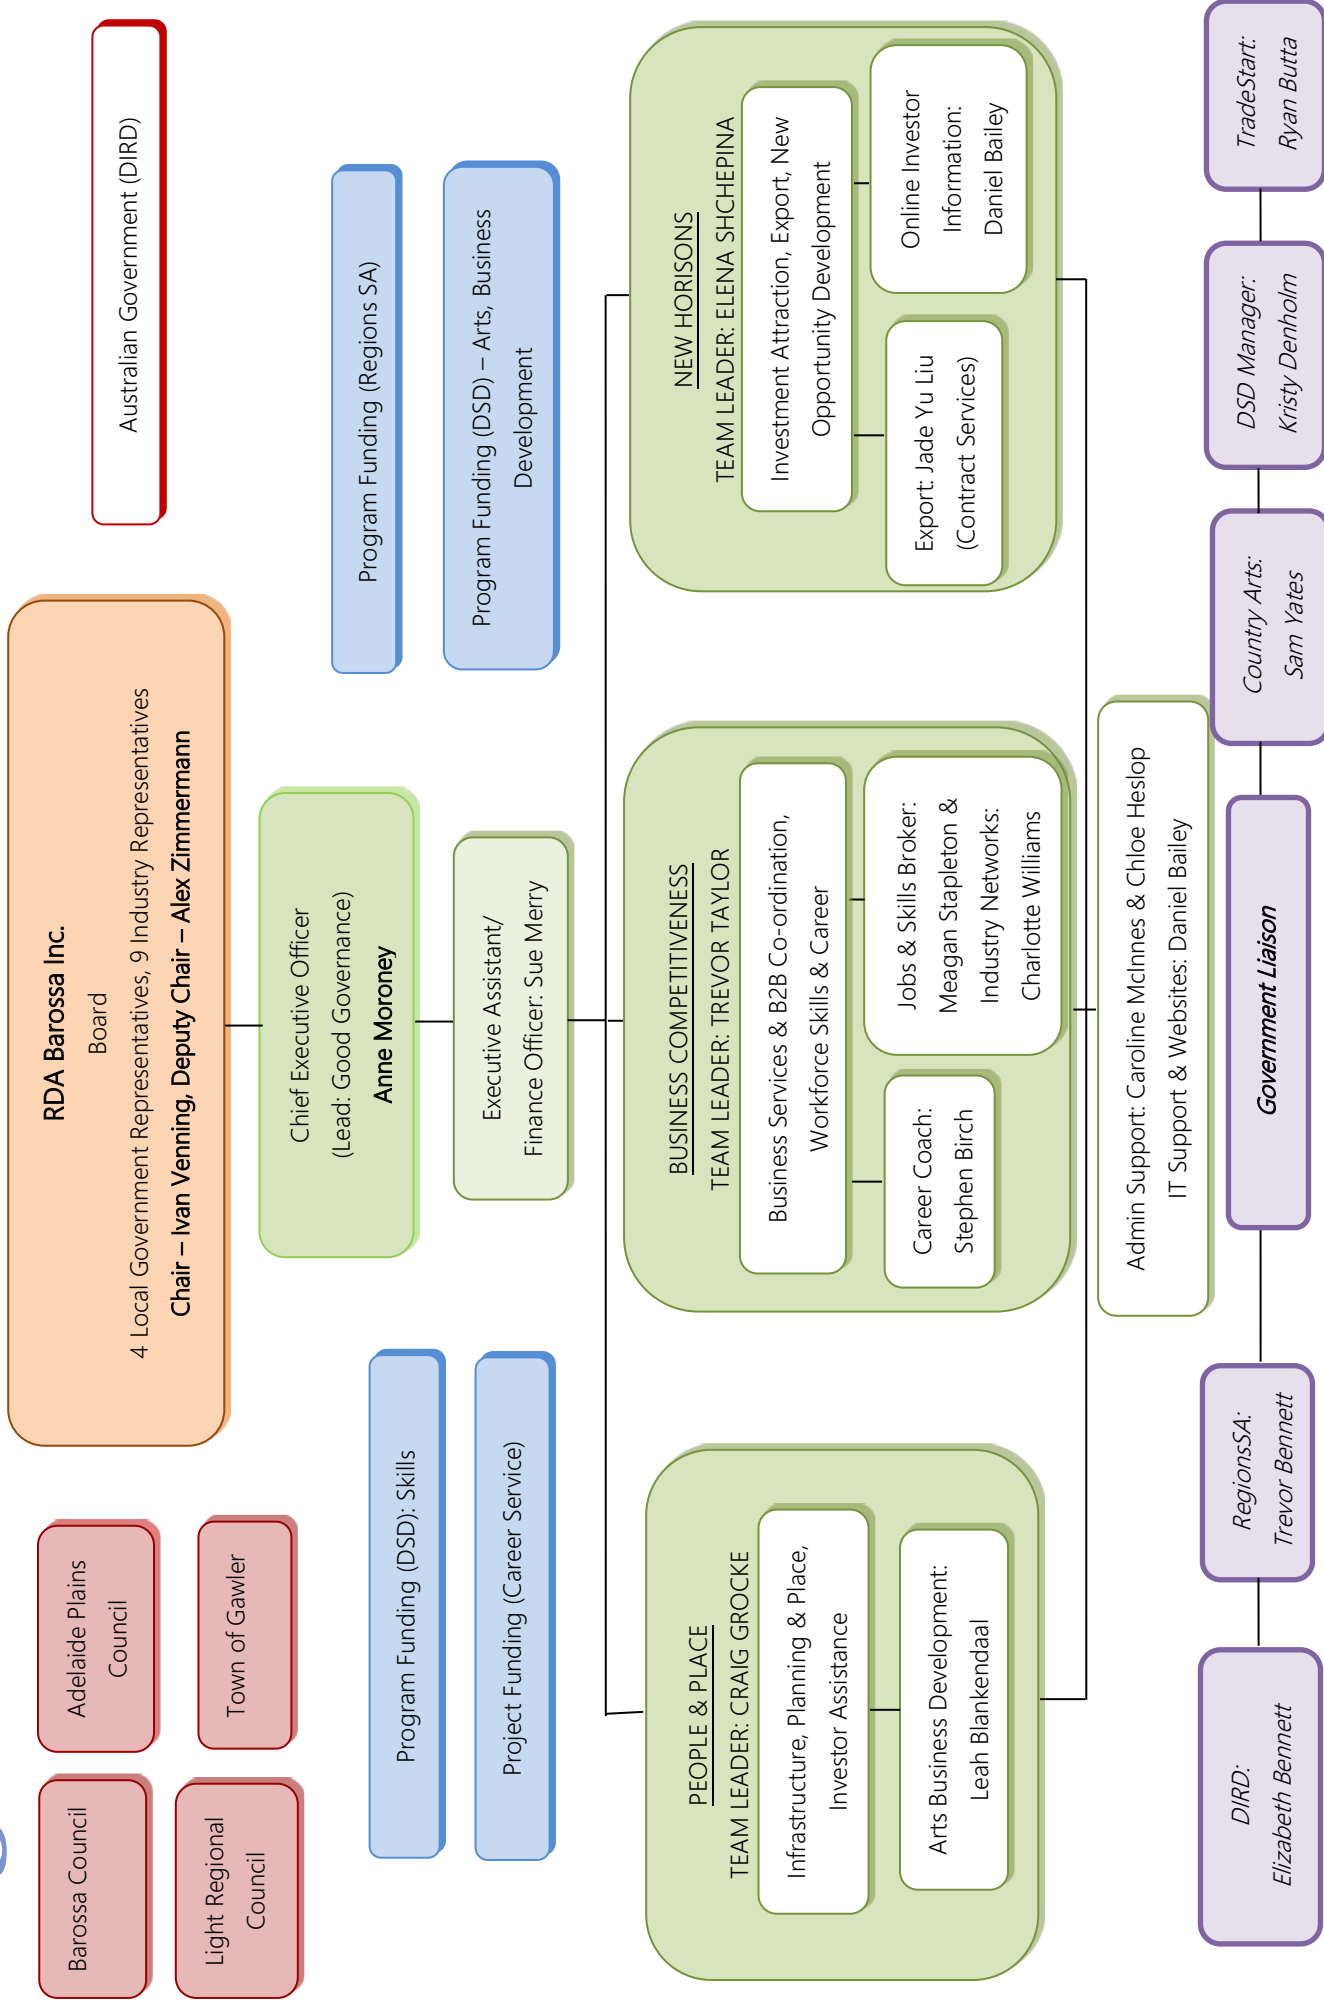 Barossa Council
Adelaide Plains
Council
Light Regional
Council
Town of Gawler
RDA Barossa Inc.
Board
4 Local Government Representatives, 9 Industry Representatives
Chair – Ivan Venning, Deputy Chair – Alex Zimmermann
Australian Government (DIRD)
Chief Executive Officer
(Lead: Good Governance)
Anne Moroney
Program Funding (DSD): Skills
Project Funding (Career Service)
Executive Assistant/
Finance Officer: Sue Merry
Program Funding (Regions SA)
Program Funding (DSD) – Arts, Business
Development
PEOPLE & PLACE
TEAM LEADER: CRAIG GROCKE
Infrastructure, Planning & Place,
Investor Assistance
Arts Business Development:
Leah Blankendaal
BUSINESS COMPETITIVENESS
TEAM LEADER: TREVOR TAYLOR
Business Services & B2B Co-ordination,
Workforce Skills & Career
Career Coach:
Stephen Birch
Jobs & Skills Broker:
Meagan Stapleton &
Industry Networks:
Charlotte Williams
NEW HORISONS
TEAM LEADER: ELENA SHCHEPINA
Investment Attraction, Export, New
Opportunity Development
Export: Jade Yu Liu
(Contract Services)
Online Investor
Information:
Daniel Bailey
Admin Support: Caroline McInnes & Chloe Heslop
IT Support & Websites: Daniel Bailey
DIRD:
Elizabeth Bennett
RegionsSA:
Trevor Bennett
Government Liaison
Country Arts:
Sam Yates
DSD Manager:
Kristy Denholm
TradeStart:
Ryan Butta